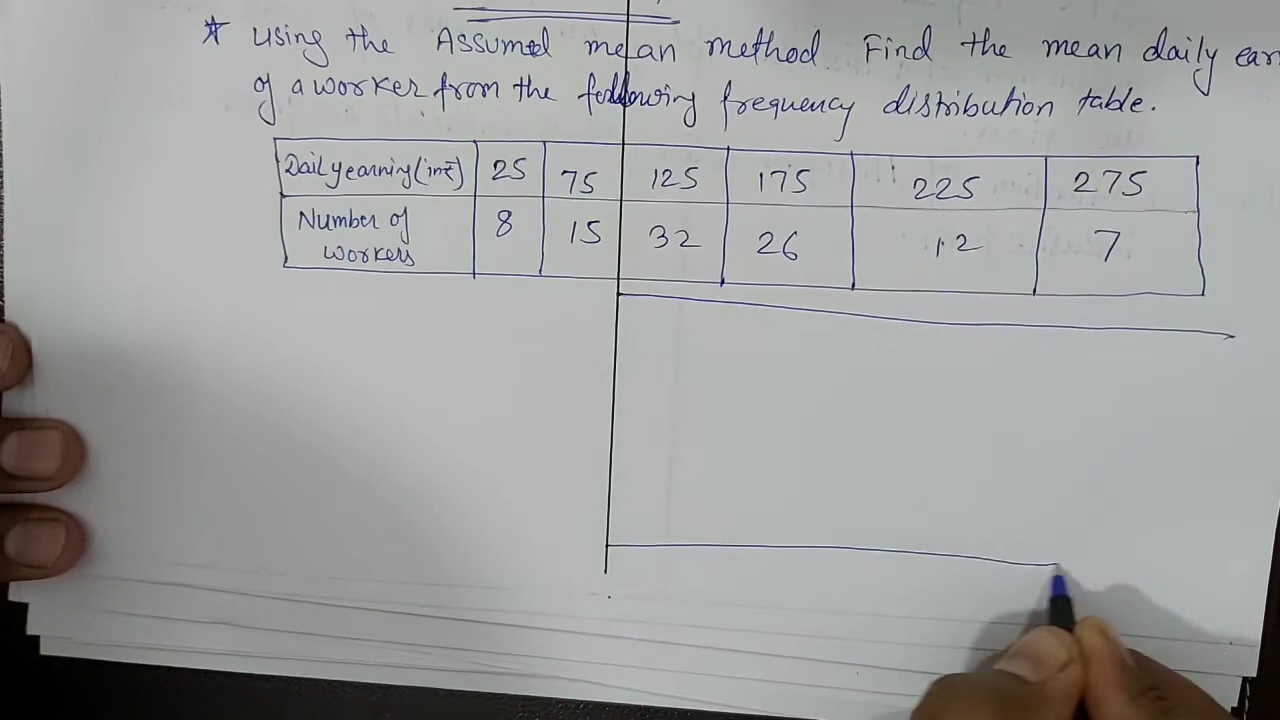 * Using the Assumed mean method. Find the mean daily ear
of a worker from the following frequency distribution table.
Daily earning (in ₹) 25 75 125 175 225 275
Number of workers 8 15 32 26 12 7